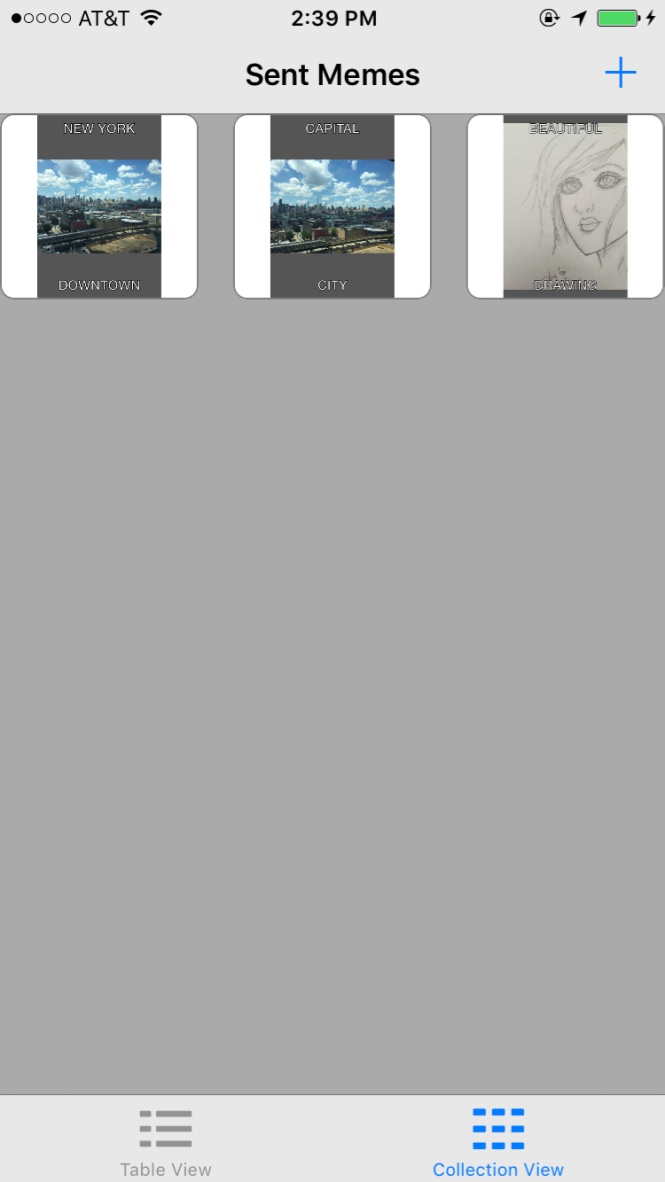 AT&T 2:39 PM
Sent Memes
NEW YORK
DOWNTOWN
CAPITAL
CITY
BEAUTIFUL
DRAWING
Table View
Collection View